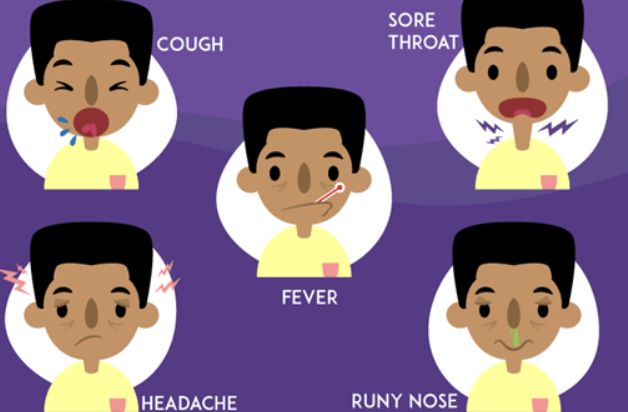 COUGH
SORE
THROAT
FEVER
HEADACHE
RUNY NOSE